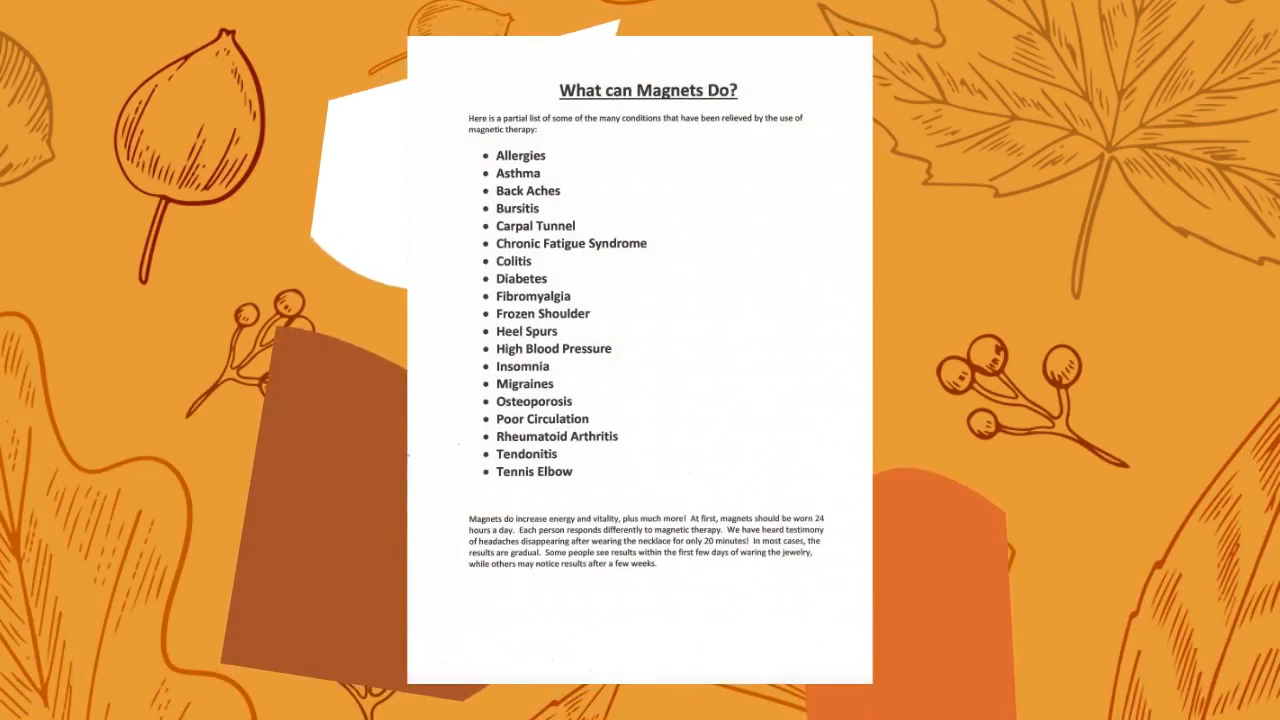 What can Magnets Do?
Here is a partial list of some of the many conditions that have been relieved by the use of
magnetic therapy:
• Allergies
• Asthma
• Back Aches
• Bursitis
• Carpal Tunnel
• Chronic Fatigue Syndrome
• Colitis
• Diabetes
• Fibromyalgia
• Frozen Shoulder
• Heel Spurs
• High Blood Pressure
• Insomnia
• Migraines
• Osteoporosis
• Poor Circulation
• Rheumatoid Arthritis
• Tendonitis
• Tennis Elbow
Magnets do increase energy and vitality, plus much more! At first, magnets should be worn 24
hours a day. Each person responds differently to magnetic therapy. We have heard testimony
of headaches disappearing after wearing the necklace for only 20 minutes! In most cases, the
results are gradual. Some people see results within the first few days of waring the jewelry,
while others may notice results after a few weeks.